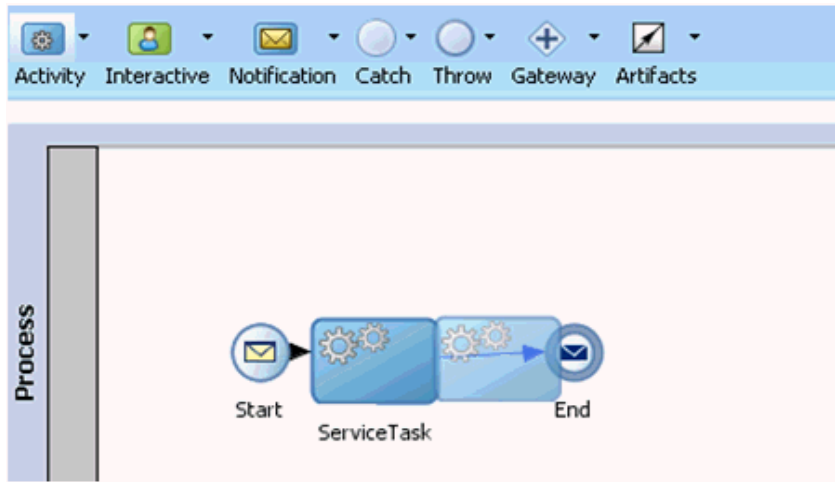 Activity Interactive Notification Catch Throw Gateway Artifacts
Process
Start
ServiceTask
End